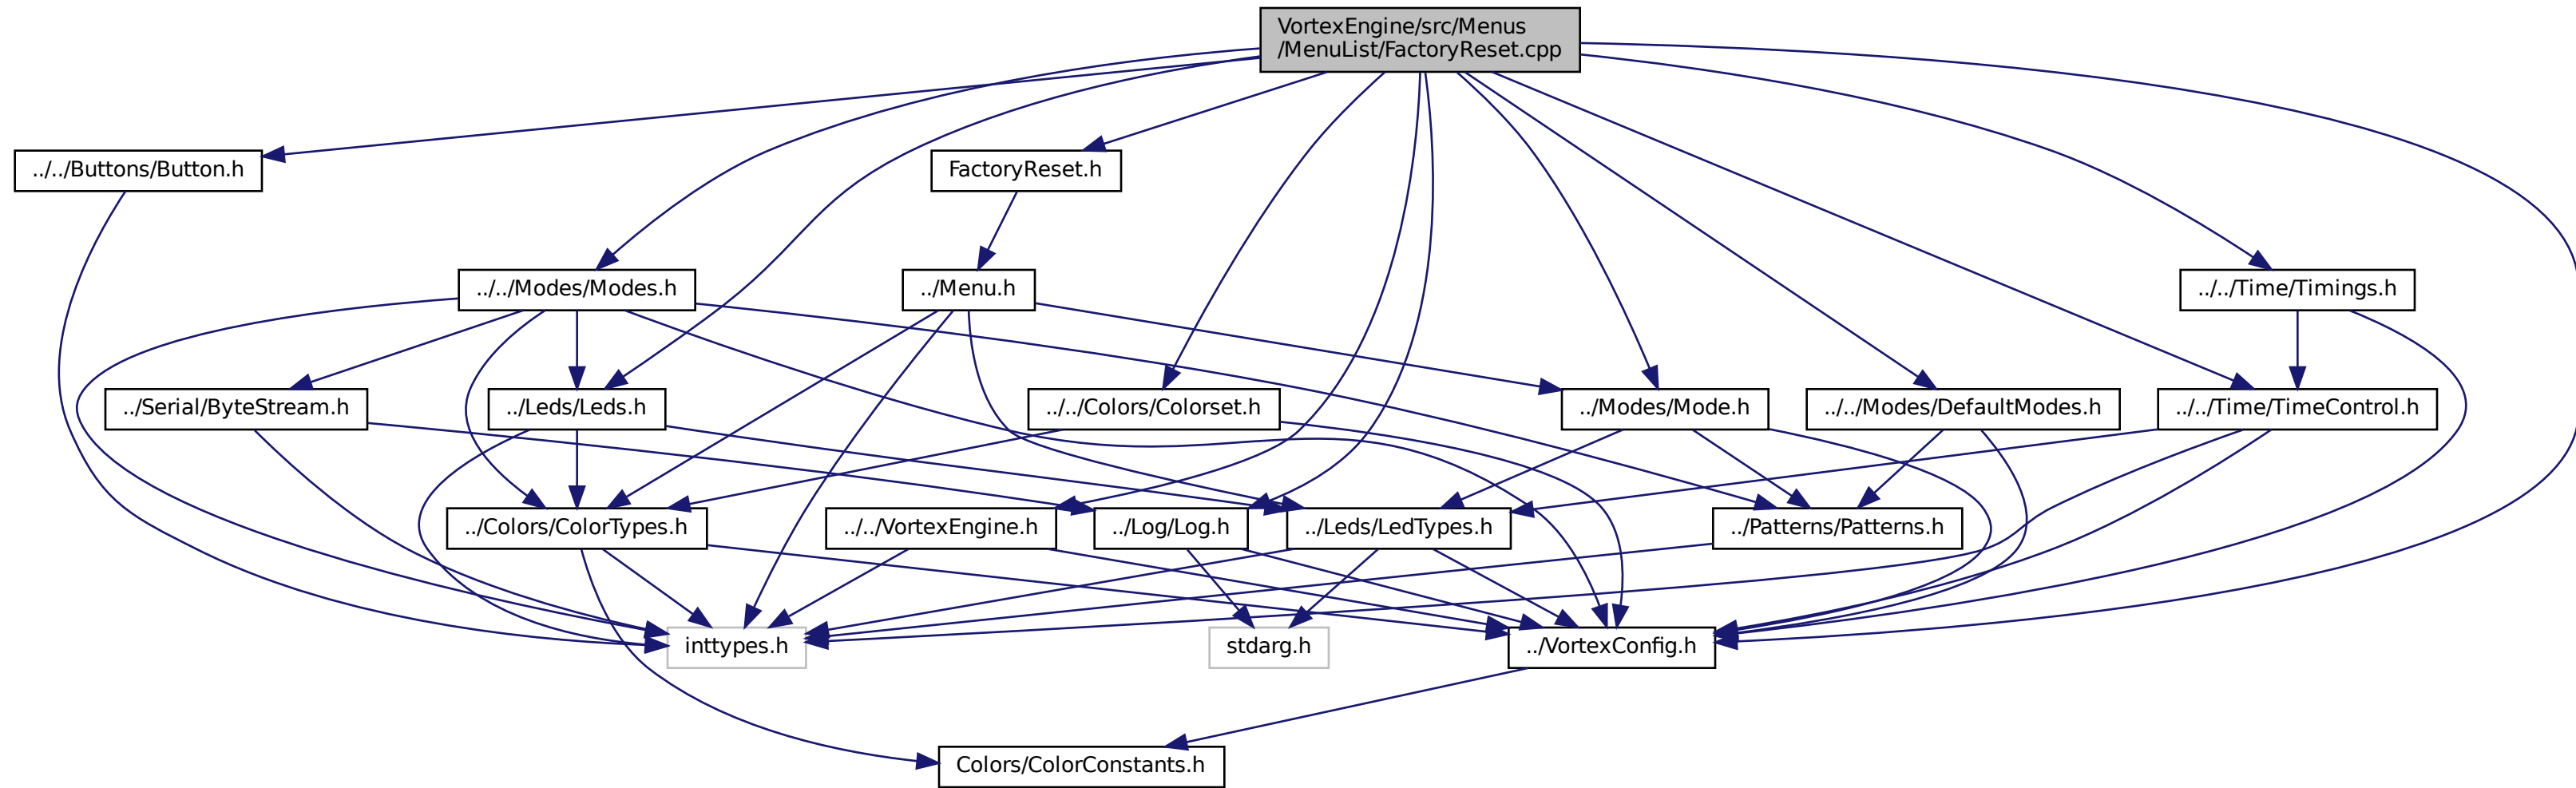 VortexEngine/src/Menus
/MenuList/FactoryReset.cpp
../../Buttons/Button.h
FactoryReset.h
../../Modes/Modes.h
../Menu.h
../../Time/Timings.h
../Serial/ByteStream.h
../Leds/Leds.h
../../Colors/Colorset.h
../Modes/Mode.h
../../Modes/DefaultModes.h
../../Time/TimeControl.h
../Colors/ColorTypes.h
../../VortexEngine.h
../Log/Log.h
../Leds/LedTypes.h
../Patterns/Patterns.h
inttypes.h
stdarg.h
../VortexConfig.h
Colors/ColorConstants.h